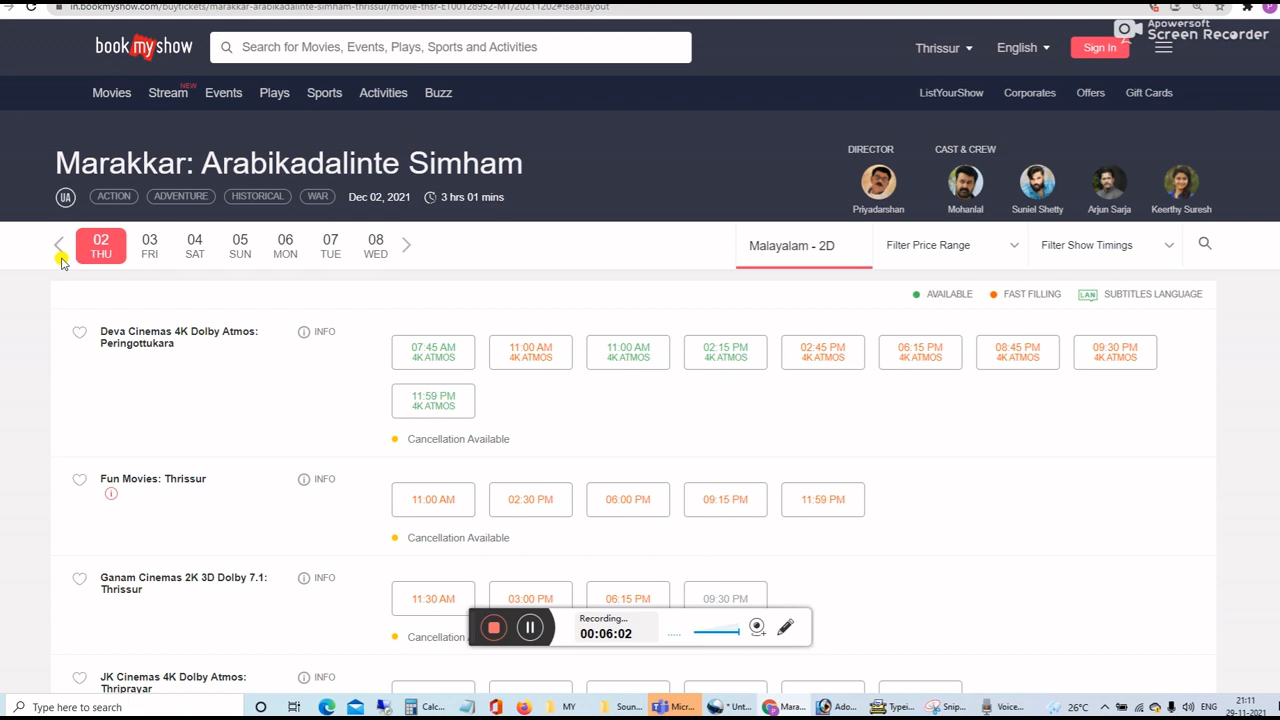 in.bookmyshow.com/buytickets/marakkar-arabikadalinte-simham-thrissur/movie-thsr-ET00128952-MT/20211202#!seatlayout
Apowersoft
Screen Recorder
book my show
Search for Movies, Events, Plays, Sports and Activities
Thrissur
English
Sign In
Movies
Stream
NEW
Events
Plays
Sports
Activities
Buzz
ListYourShow
Corporates
Offers
Gift Cards
Marakkar: Arabikadalinte Simham
UA
ACTION
ADVENTURE
HISTORICAL
WAR
Dec 02, 2021
3 hrs 01 mins
DIRECTOR
CAST & CREW
Priyadarshan
Mohanlal
Suniel Shetty
Arjun Sarja
Keerthy Suresh
02 03 04 05 06 07 08
THU FRI SAT SUN MON TUE WED
Malayalam - 2D
Filter Price Range
Filter Show Timings
AVAILABLE
FAST FILLING
LAN
SUBTITLES LANGUAGE
Deva Cinemas 4K Dolby Atmos:
Peringottukara
INFO
07:45 AM 11:00 AM 11:00 AM 02:15 PM 02:45 PM 06:15 PM 08:45 PM 09:30 PM
4K ATMOS 4K ATMOS 4K ATMOS 4K ATMOS 4K ATMOS 4K ATMOS 4K ATMOS 4K ATMOS
11:59 PM
4K ATMOS
Cancellation Available
Fun Movies: Thrissur
INFO
11:00 AM 02:30 PM 06:00 PM 09:15 PM 11:59 PM
Cancellation Available
Ganam Cinemas 2K 3D Dolby 7.1:
Thrissur
INFO
11:30 AM 03:00 PM 06:15 PM 09:30 PM
Cancellation
Recording...
00:06:02
JK Cinemas 4K Dolby Atmos:
Thriprayar
INFO
Type here to search
Calc...
MY
Soun...
Micr...
* Unt...
Mara...
Ado...
Typei...
Snip...
Voice...
26°C
ENG
21:11
29-11-2021